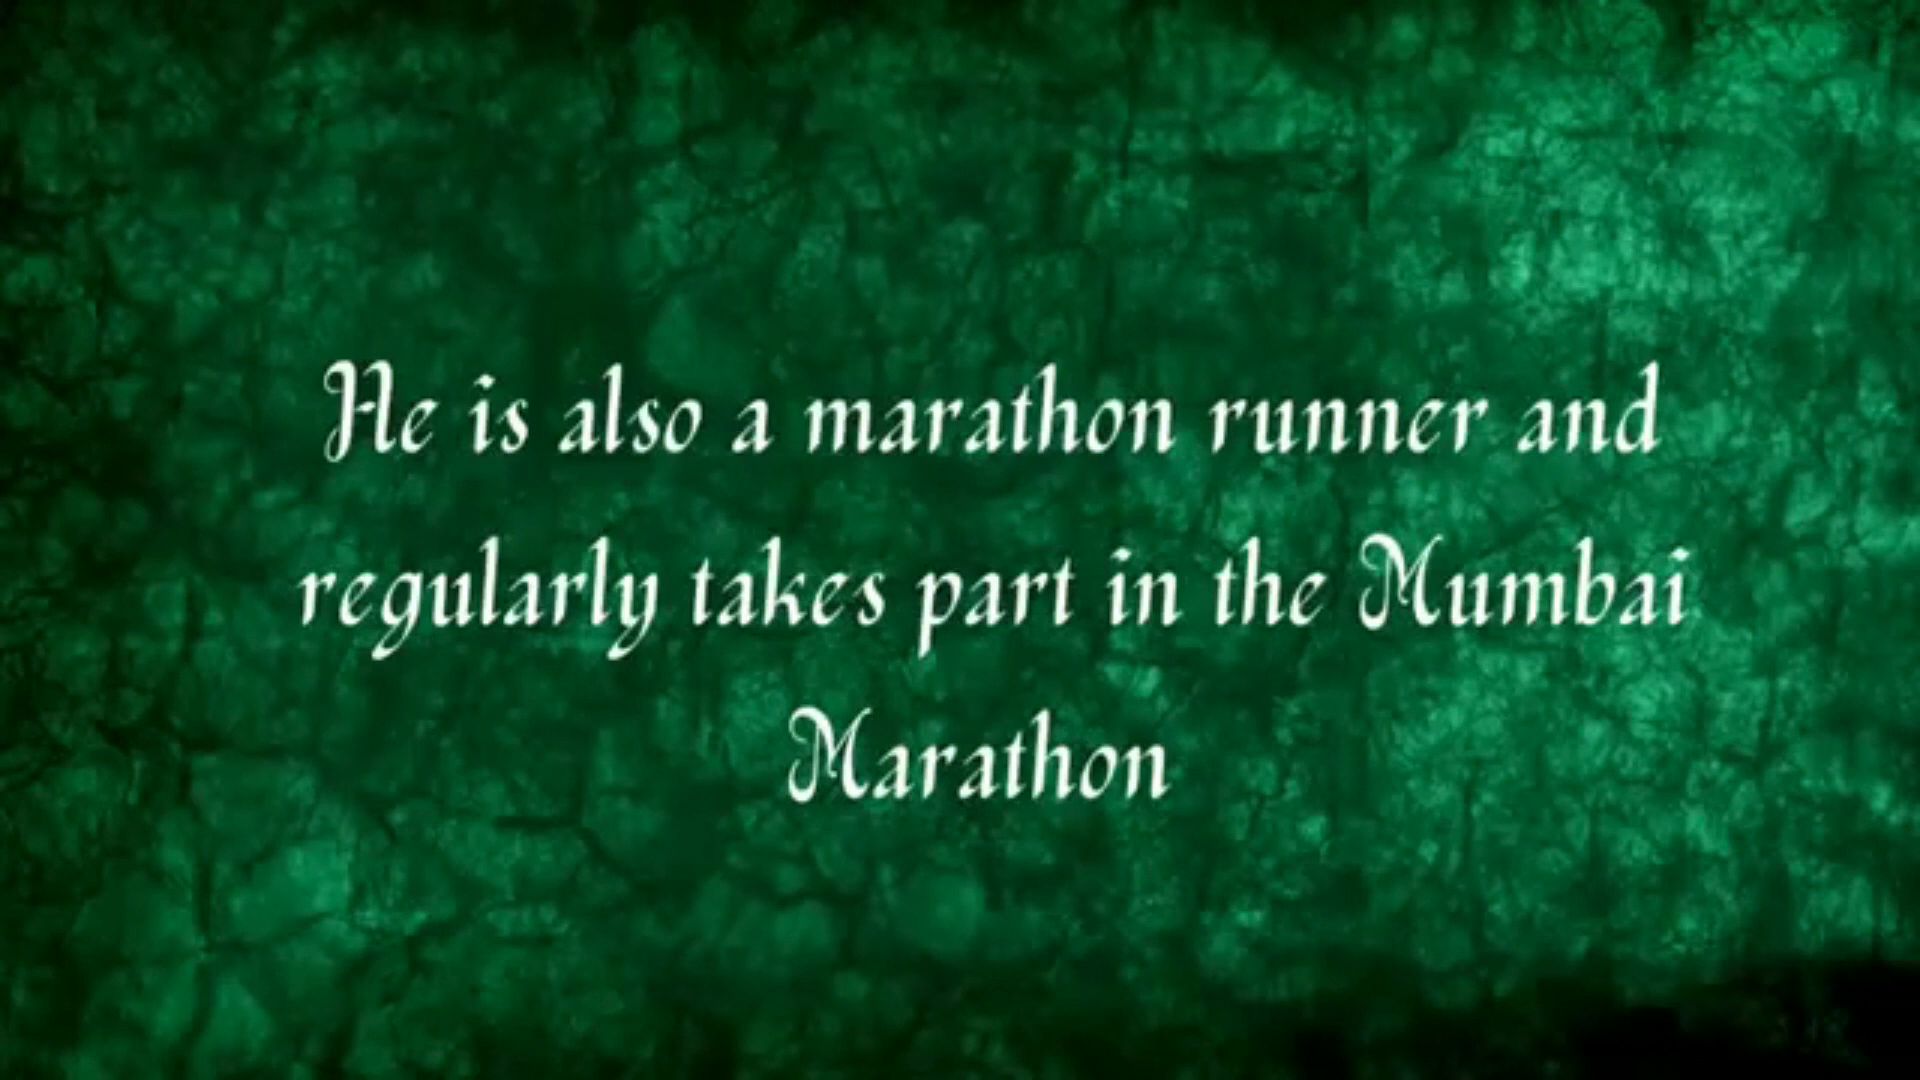 He is also a marathon runner and
regularly takes part in the Mumbai
Marathon